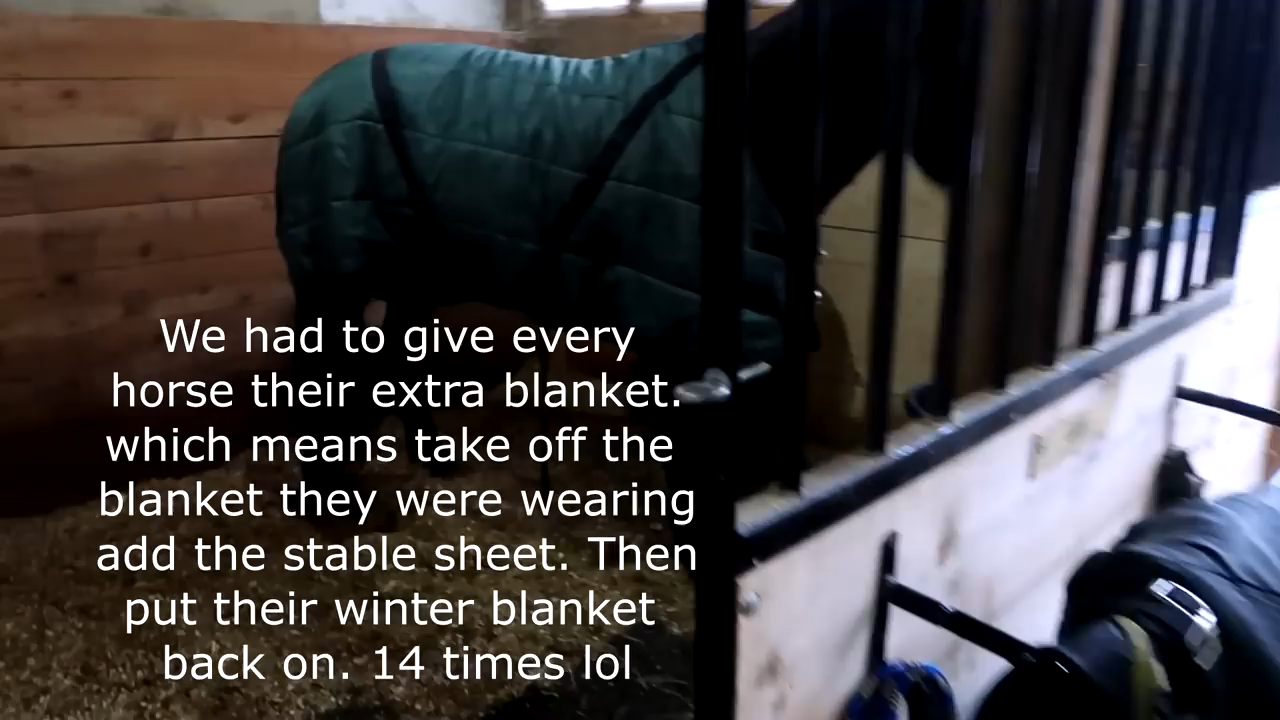 We had to give every
horse their extra blanket.
which means take off the
blanket they were wearing
add the stable sheet. Then
put their winter blanket
back on. 14 times lol